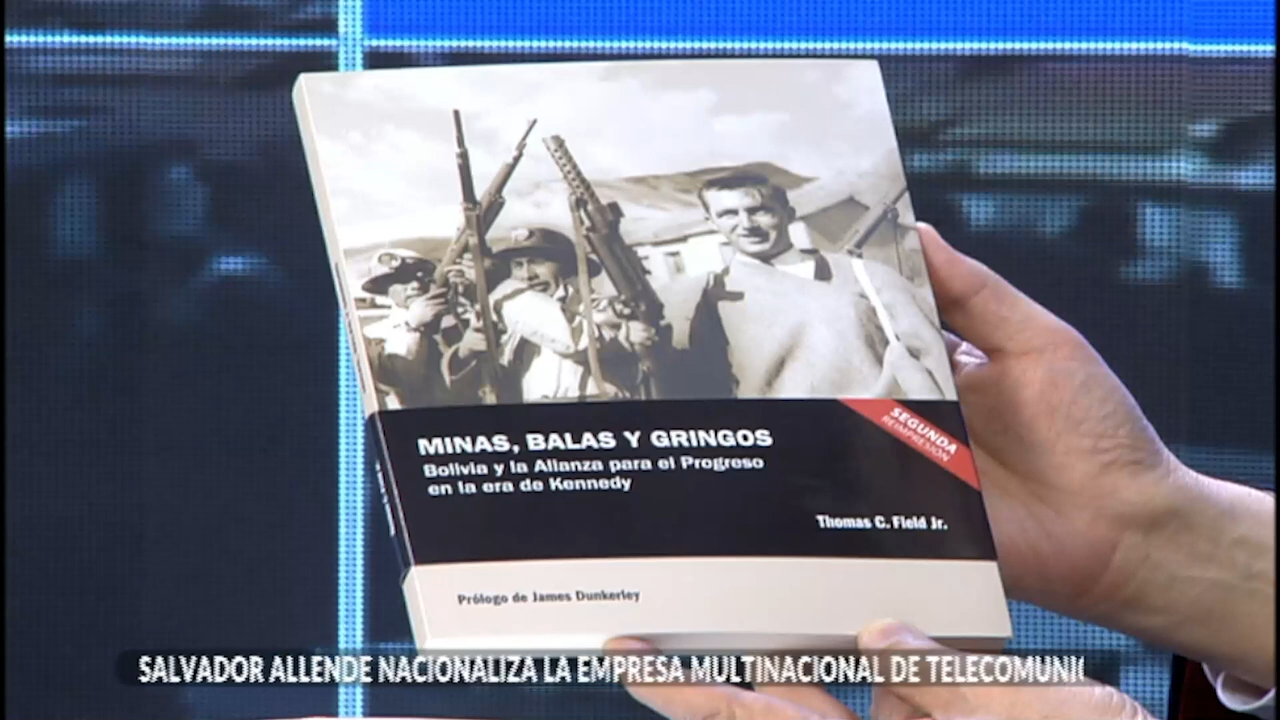 MINAS, BALAS Y GRINGOS
Bolivia y la Alianza para el Progreso
en la era de Kennedy
SEGUNDA
REIMPRESIÓN
Thomas C. Field Jr.
Prólogo de James Dunkerley
SALVADOR ALLENDE NACIONALIZA LA EMPRESA MULTINACIONAL DE TELECOMUNIC